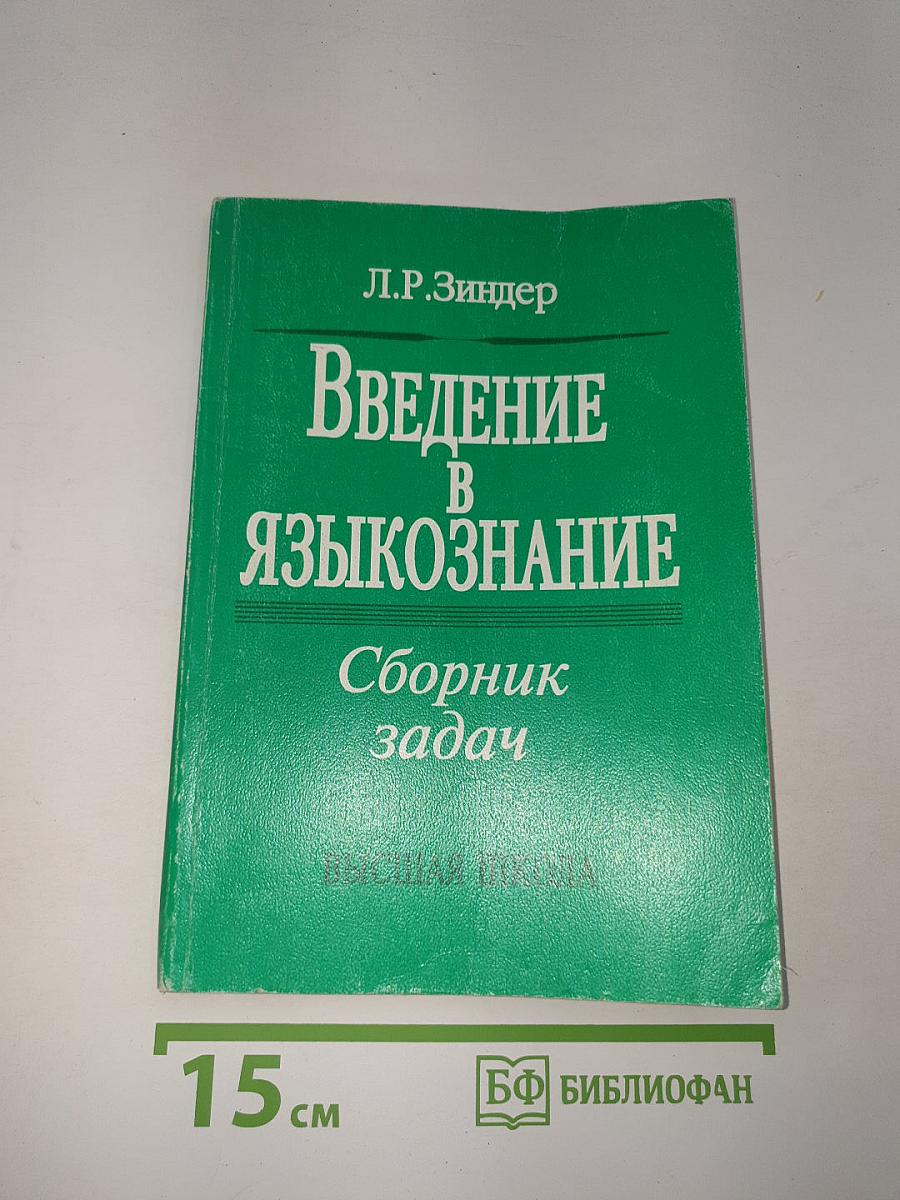 Л.Р.Зиндер
Введение
в
языкознание
Сборник
задач
ВЫСШАЯ ШКОЛА
15 см
БФ БИБЛИОФАН